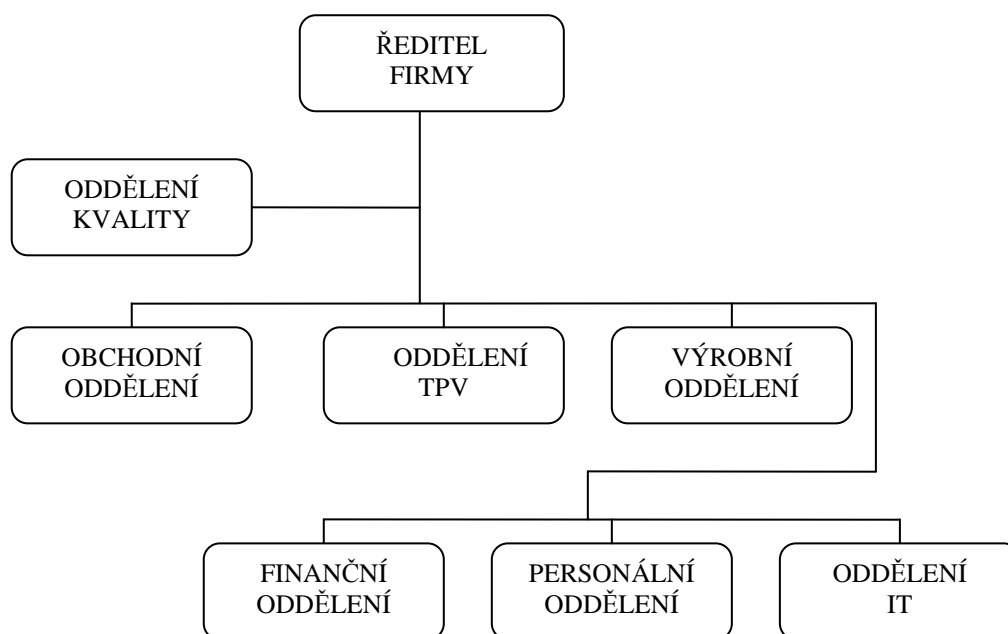 ŘEDITEL
FIRMY
ODDĚLENÍ
KVALITY
OBCHODNÍ
ODDĚLENÍ
ODDĚLENÍ
TPV
VÝROBNÍ
ODDĚLENÍ
FINANČNÍ
ODDĚLENÍ
PERSONÁLNÍ
ODDĚLENÍ
ODDĚLENÍ
IT